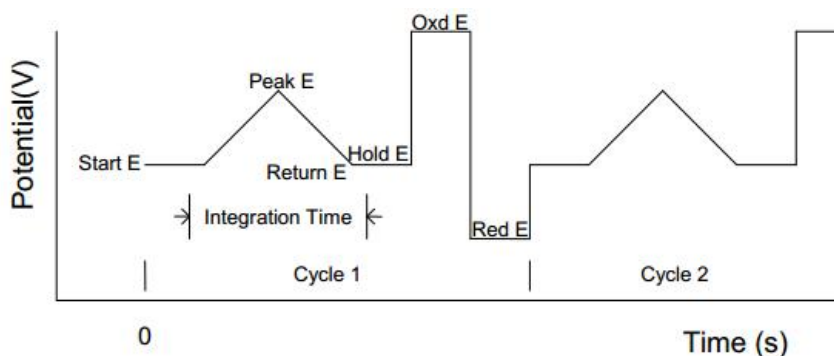 Potential(V)
Oxd E
Peak E
Start E
Hold E
Return E
Integration Time
Red E
Cycle 1
Cycle 2
0
Time (s)